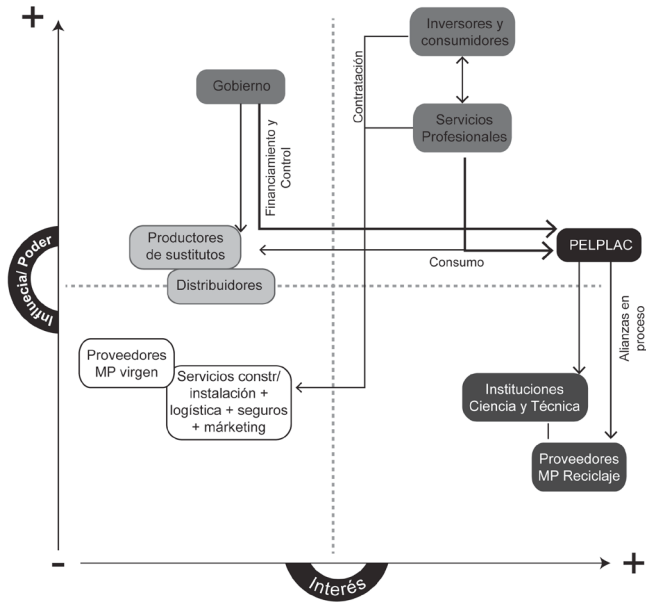 +
Inversores y
consumidores
Contratación
Gobierno
Servicios
Profesionales
Financiamiento y
Control
Productores
de sustitutos
PELPLAC
Consumo
Distribuidores
Influecia/ Poder
Alianzas en
proceso
Proveedores
MP virgen
Servicios constr/
instalación +
logística + seguros
+ márketing
Instituciones
Ciencia y Técnica
Proveedores
MP Reciclaje
-
+
Interés